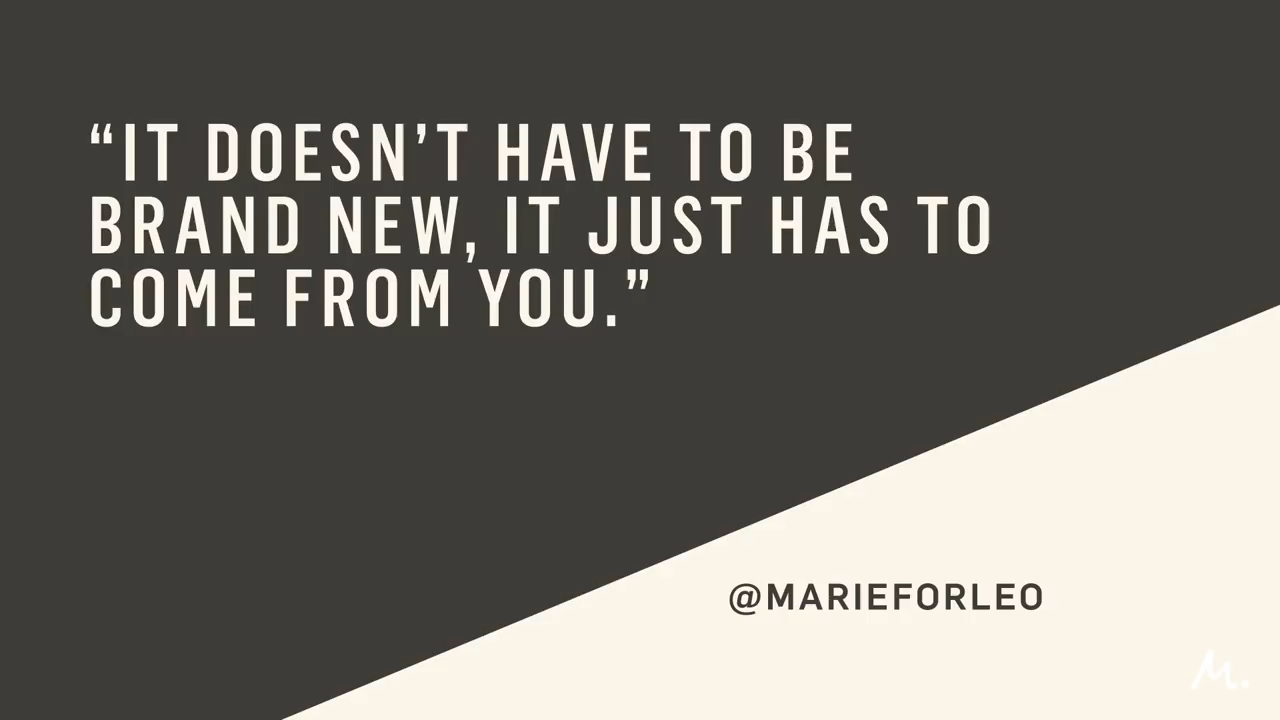 “IT DOESN’T HAVE TO BE
BRAND NEW, IT JUST HAS TO
COME FROM YOU.”
@MARIEFORLEO
M.